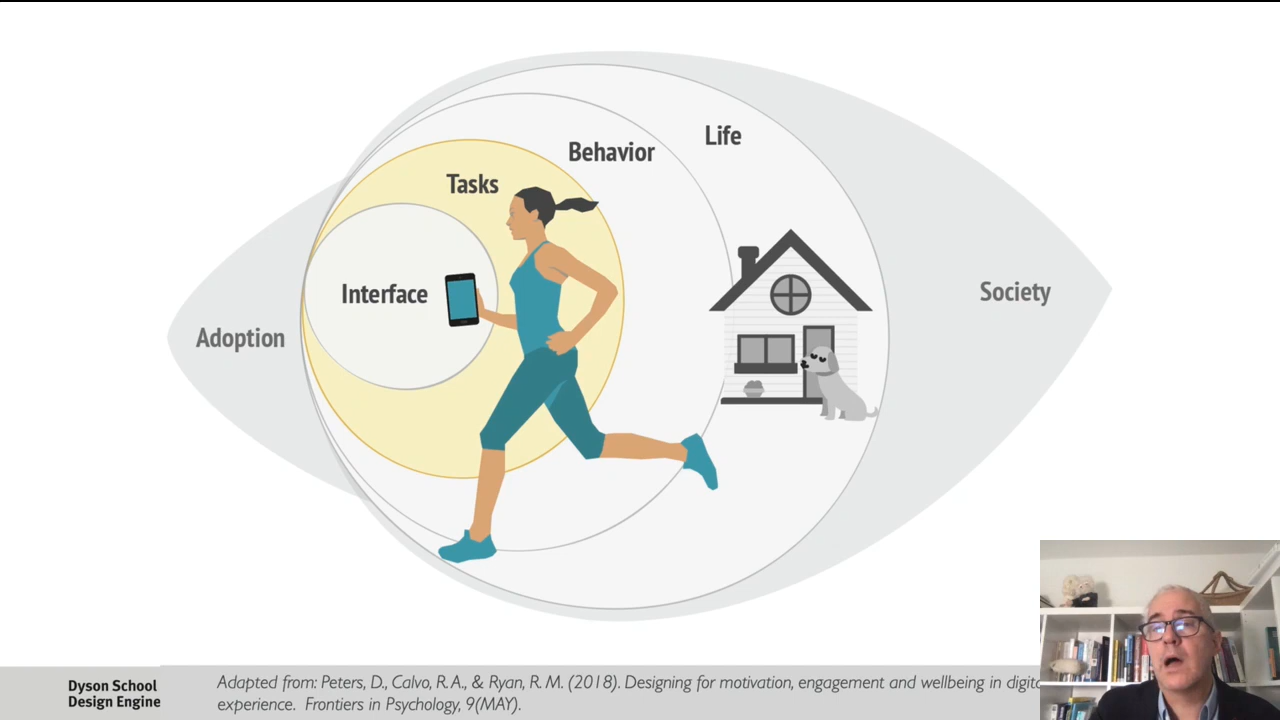 Life
Behavior
Tasks
Interface
Society
Adoption
Dyson School
Design Engine
Adapted from: Peters, D., Calvo, R.A., & Ryan, R. M. (2018). Designing for motivation, engagement and wellbeing in
experience. Frontiers in Psychology, 9(MAY).